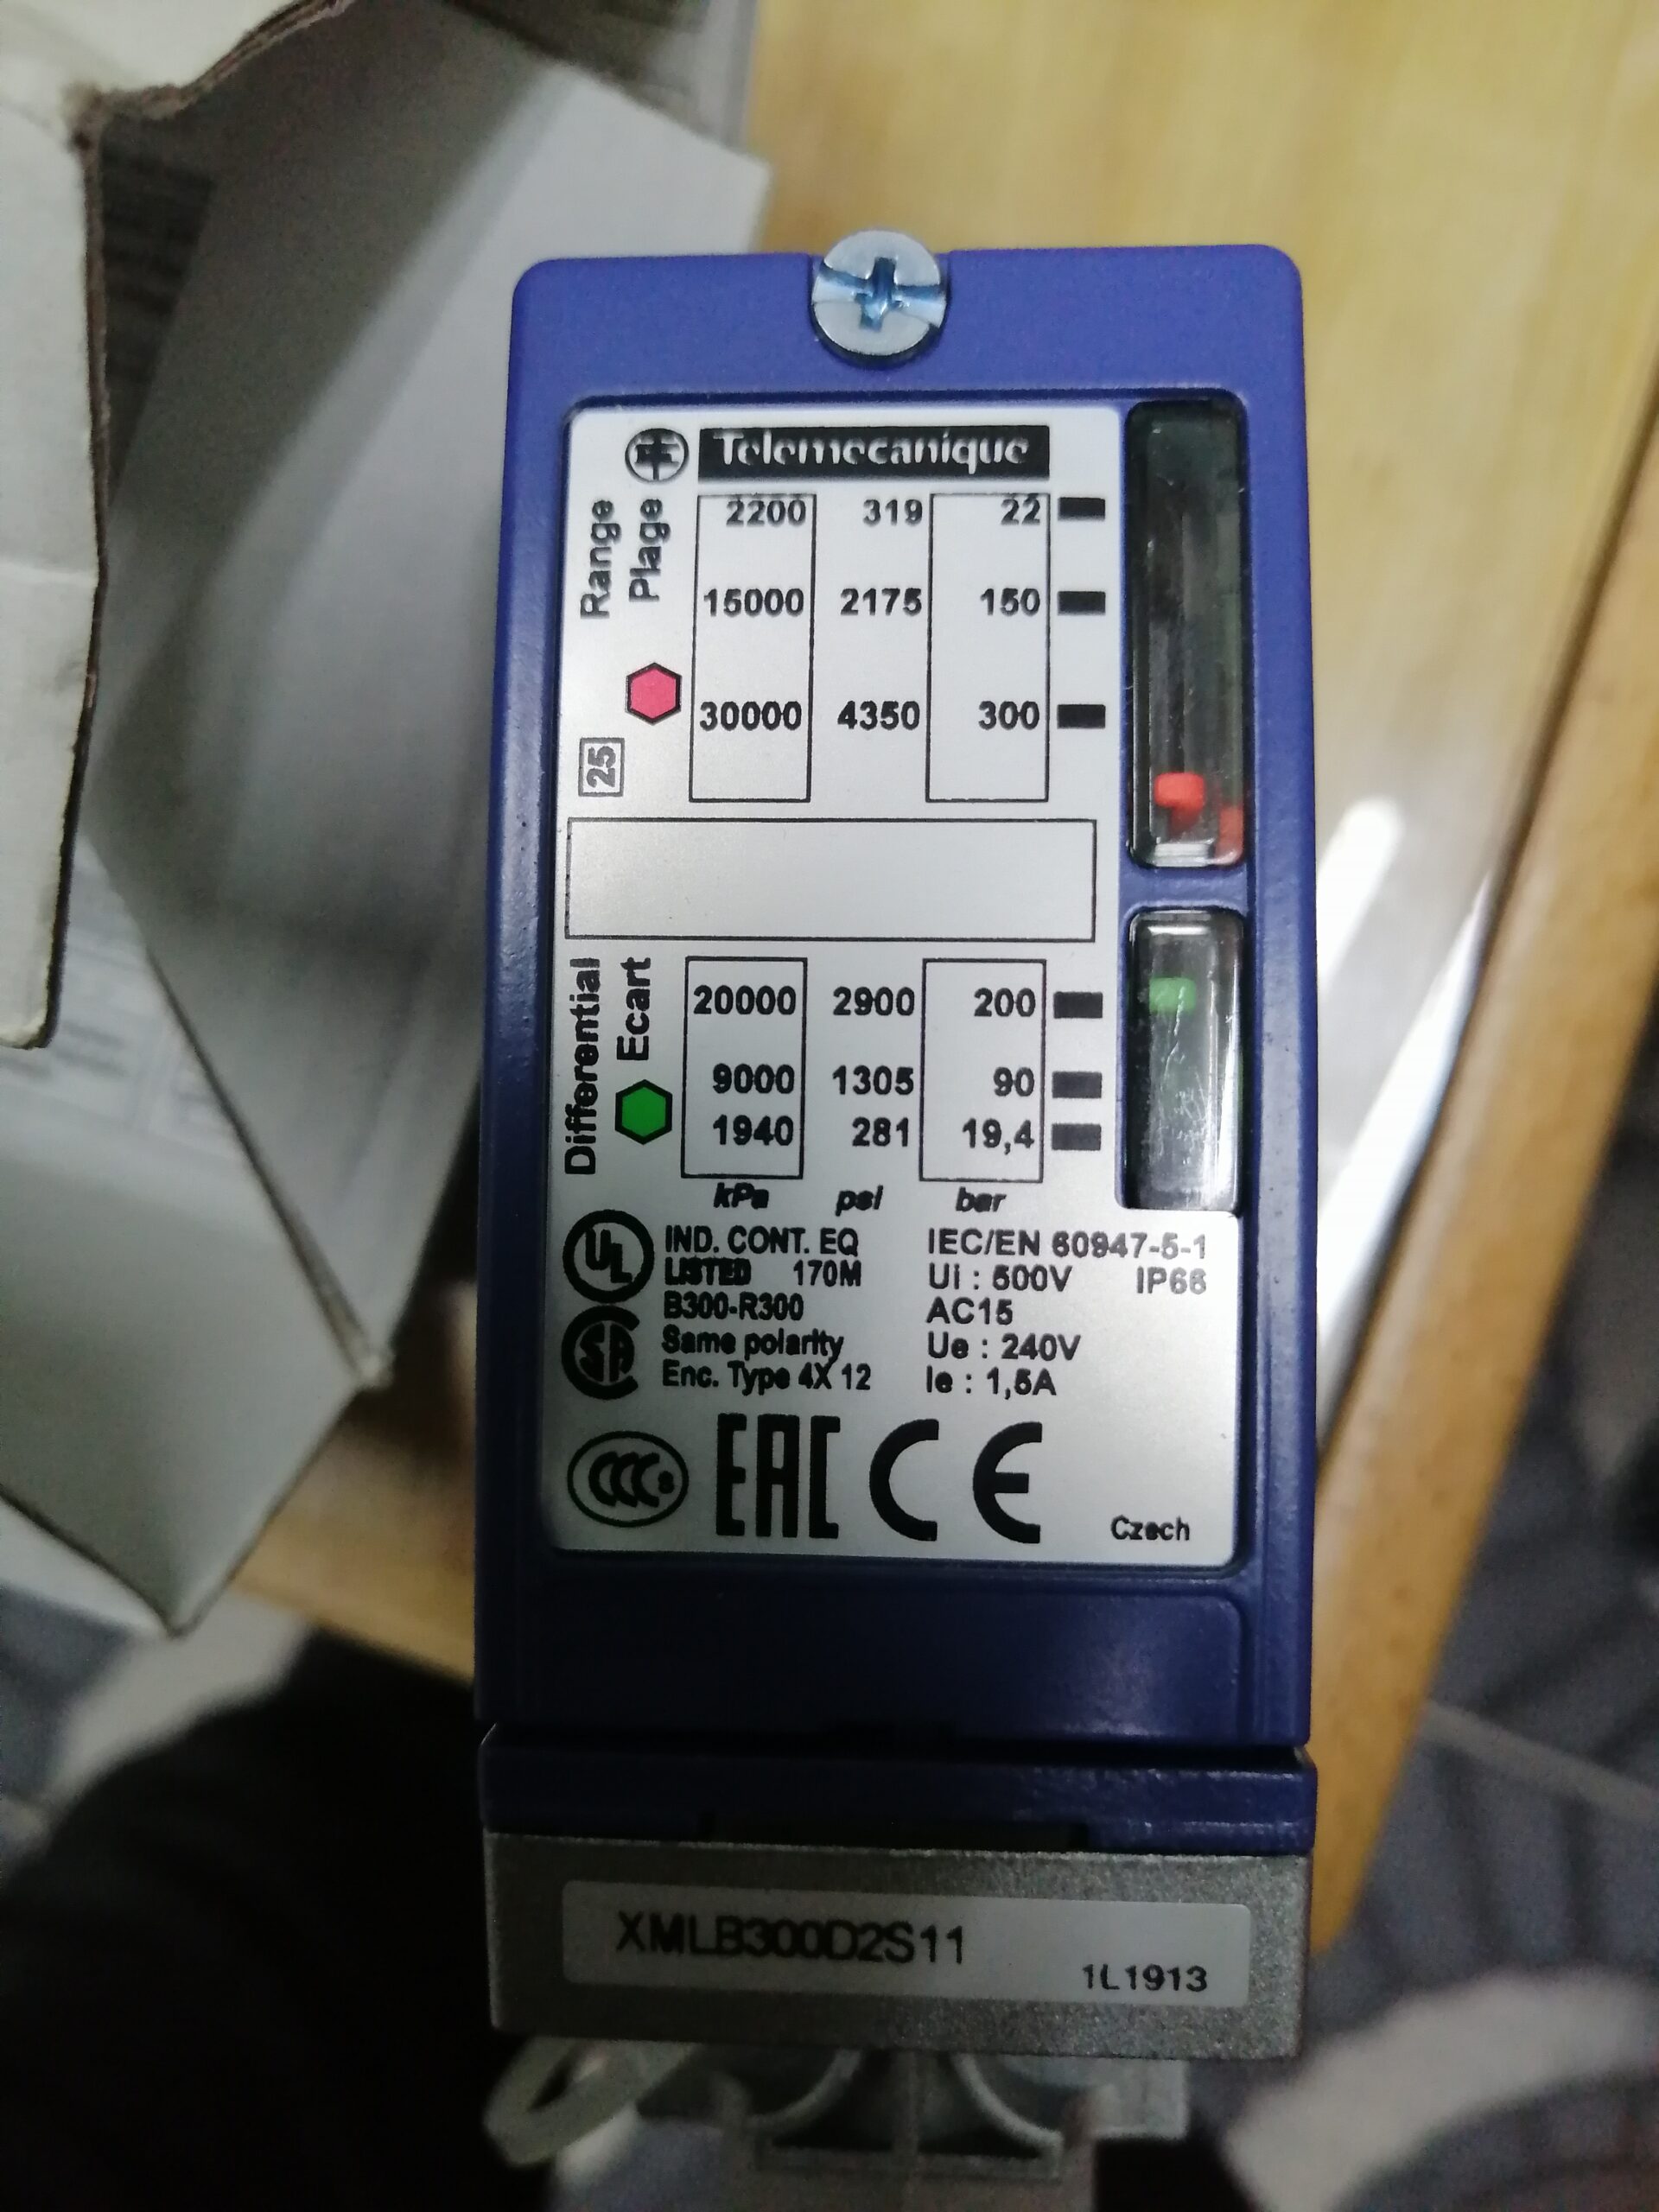 Telemecanique
Range
Plage
2200 319 22
15000 2175 150
30000 4350 300
25
Differential
Ecart
20000 2900 200
9000 1305 90
1940 281 19,4
kPa psi bar
UL
IND. CONT. EQ
LISTED 170M
B300-R300
SA
Same polarity
Enc. Type 4X 12
IEC/EN 60947-5-1
Ui : 500V IP66
AC15
Ue : 240V
Ie : 1,5A
CCC S
EAC CE
Czech
XMLB300D2S11
1L1913